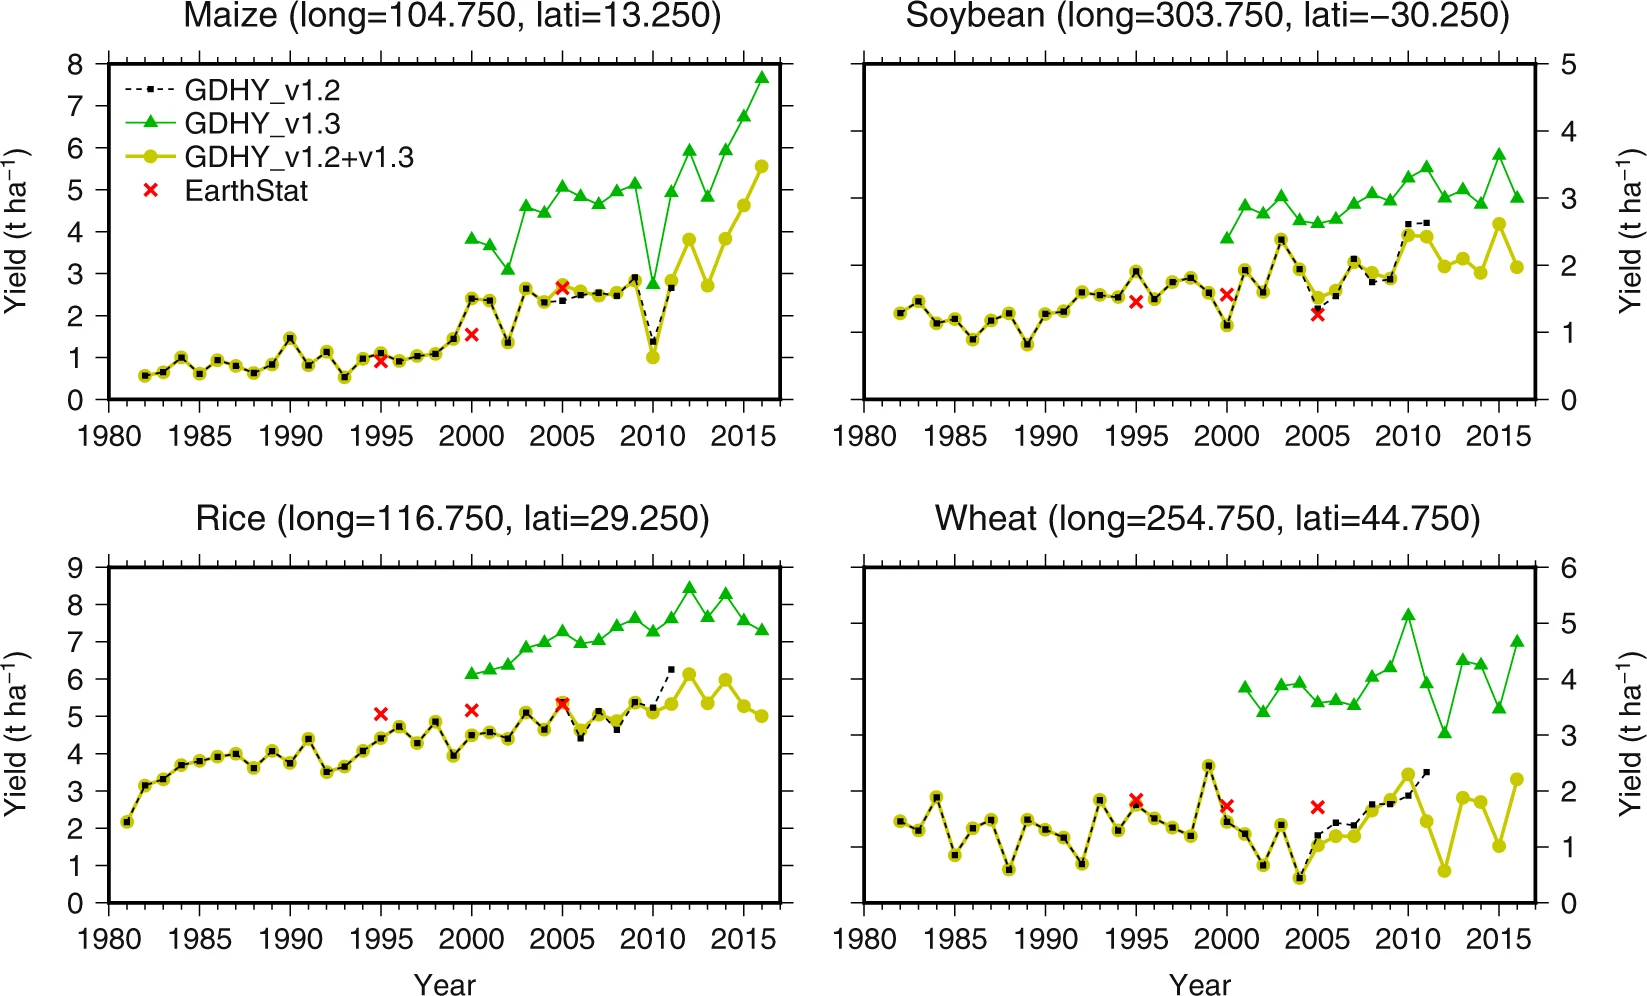 Maize (long=104.750, lati=13.250)
Soybean (long=303.750, lati=−30.250)
8
7
6
5
4
3
2
1
0
Yield (t ha−1)
GDHY_v1.2
GDHY_v1.3
GDHY_v1.2+v1.3
EarthStat
1980 1985 1990 1995 2000 2005 2010 2015
5
4
3
2
1
0
Yield (t ha−1)
1980 1985 1990 1995 2000 2005 2010 2015
Rice (long=116.750, lati=29.250)
Wheat (long=254.750, lati=44.750)
9
8
7
6
5
4
3
2
1
0
Yield (t ha−1)
1980 1985 1990 1995 2000 2005 2010 2015
Year
6
5
4
3
2
1
0
Yield (t ha−1)
1980 1985 1990 1995 2000 2005 2010 2015
Year